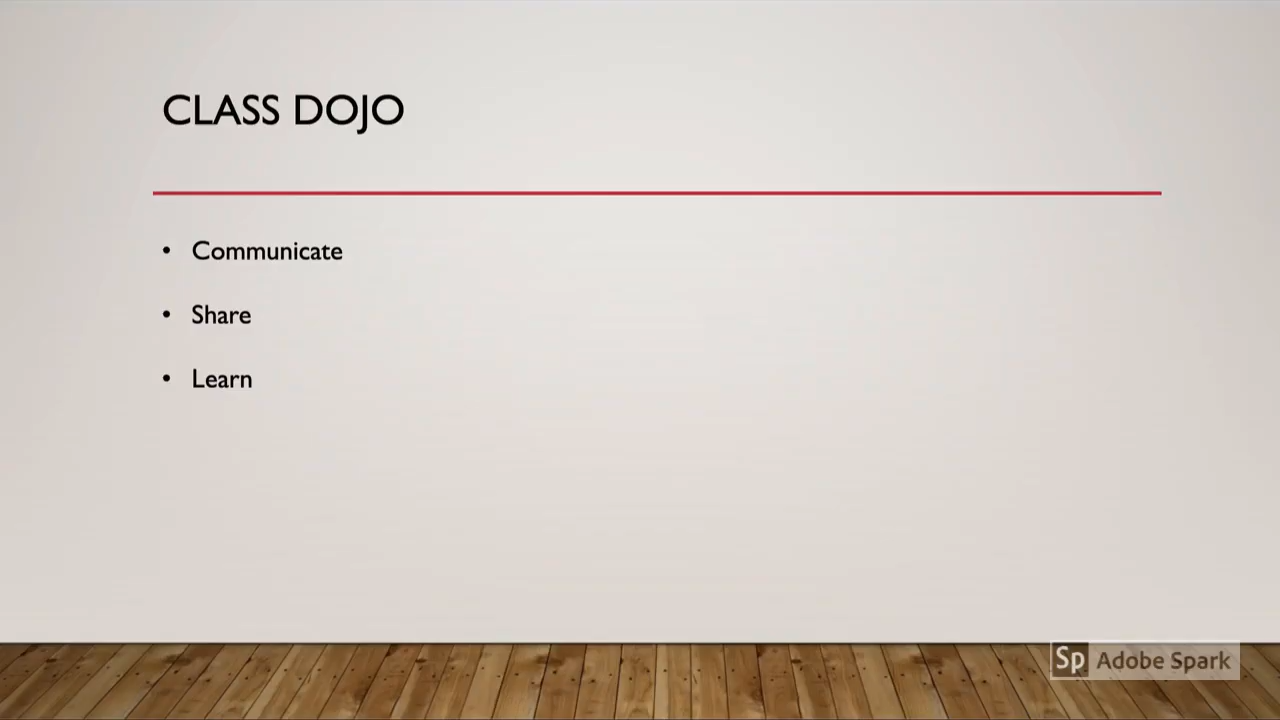 CLASS DOJO
• Communicate
• Share
• Learn
Sp Adobe Spark